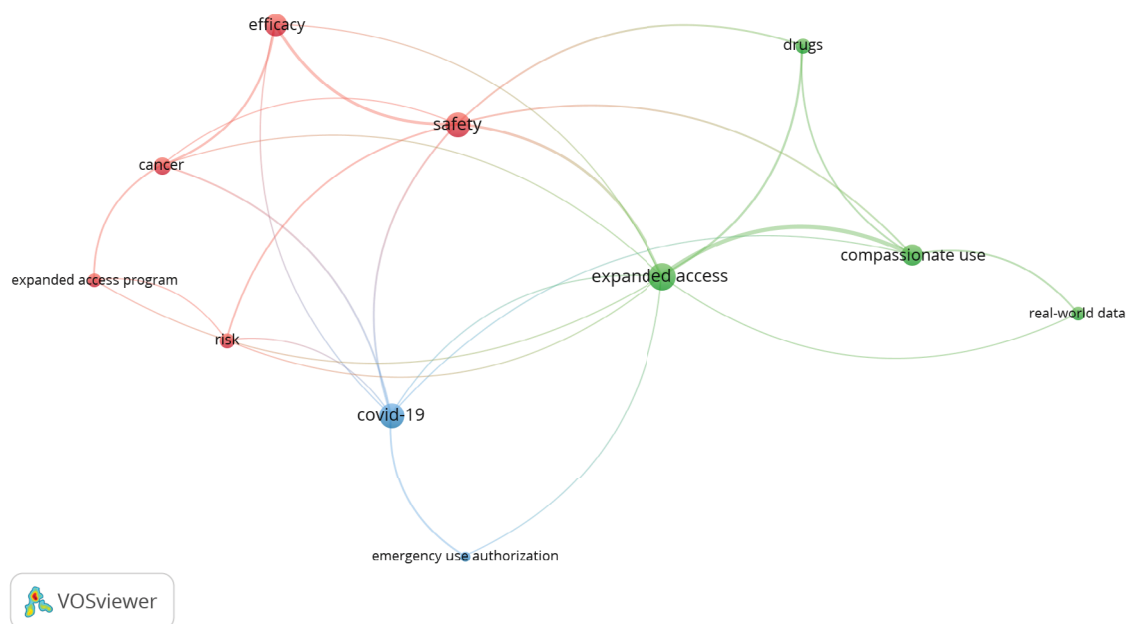 efficacy
drugs
safety
cancer
compassionate use
expanded access
expanded access program
real-world data
risk
covid-19
emergency use authorization
VOSviewer